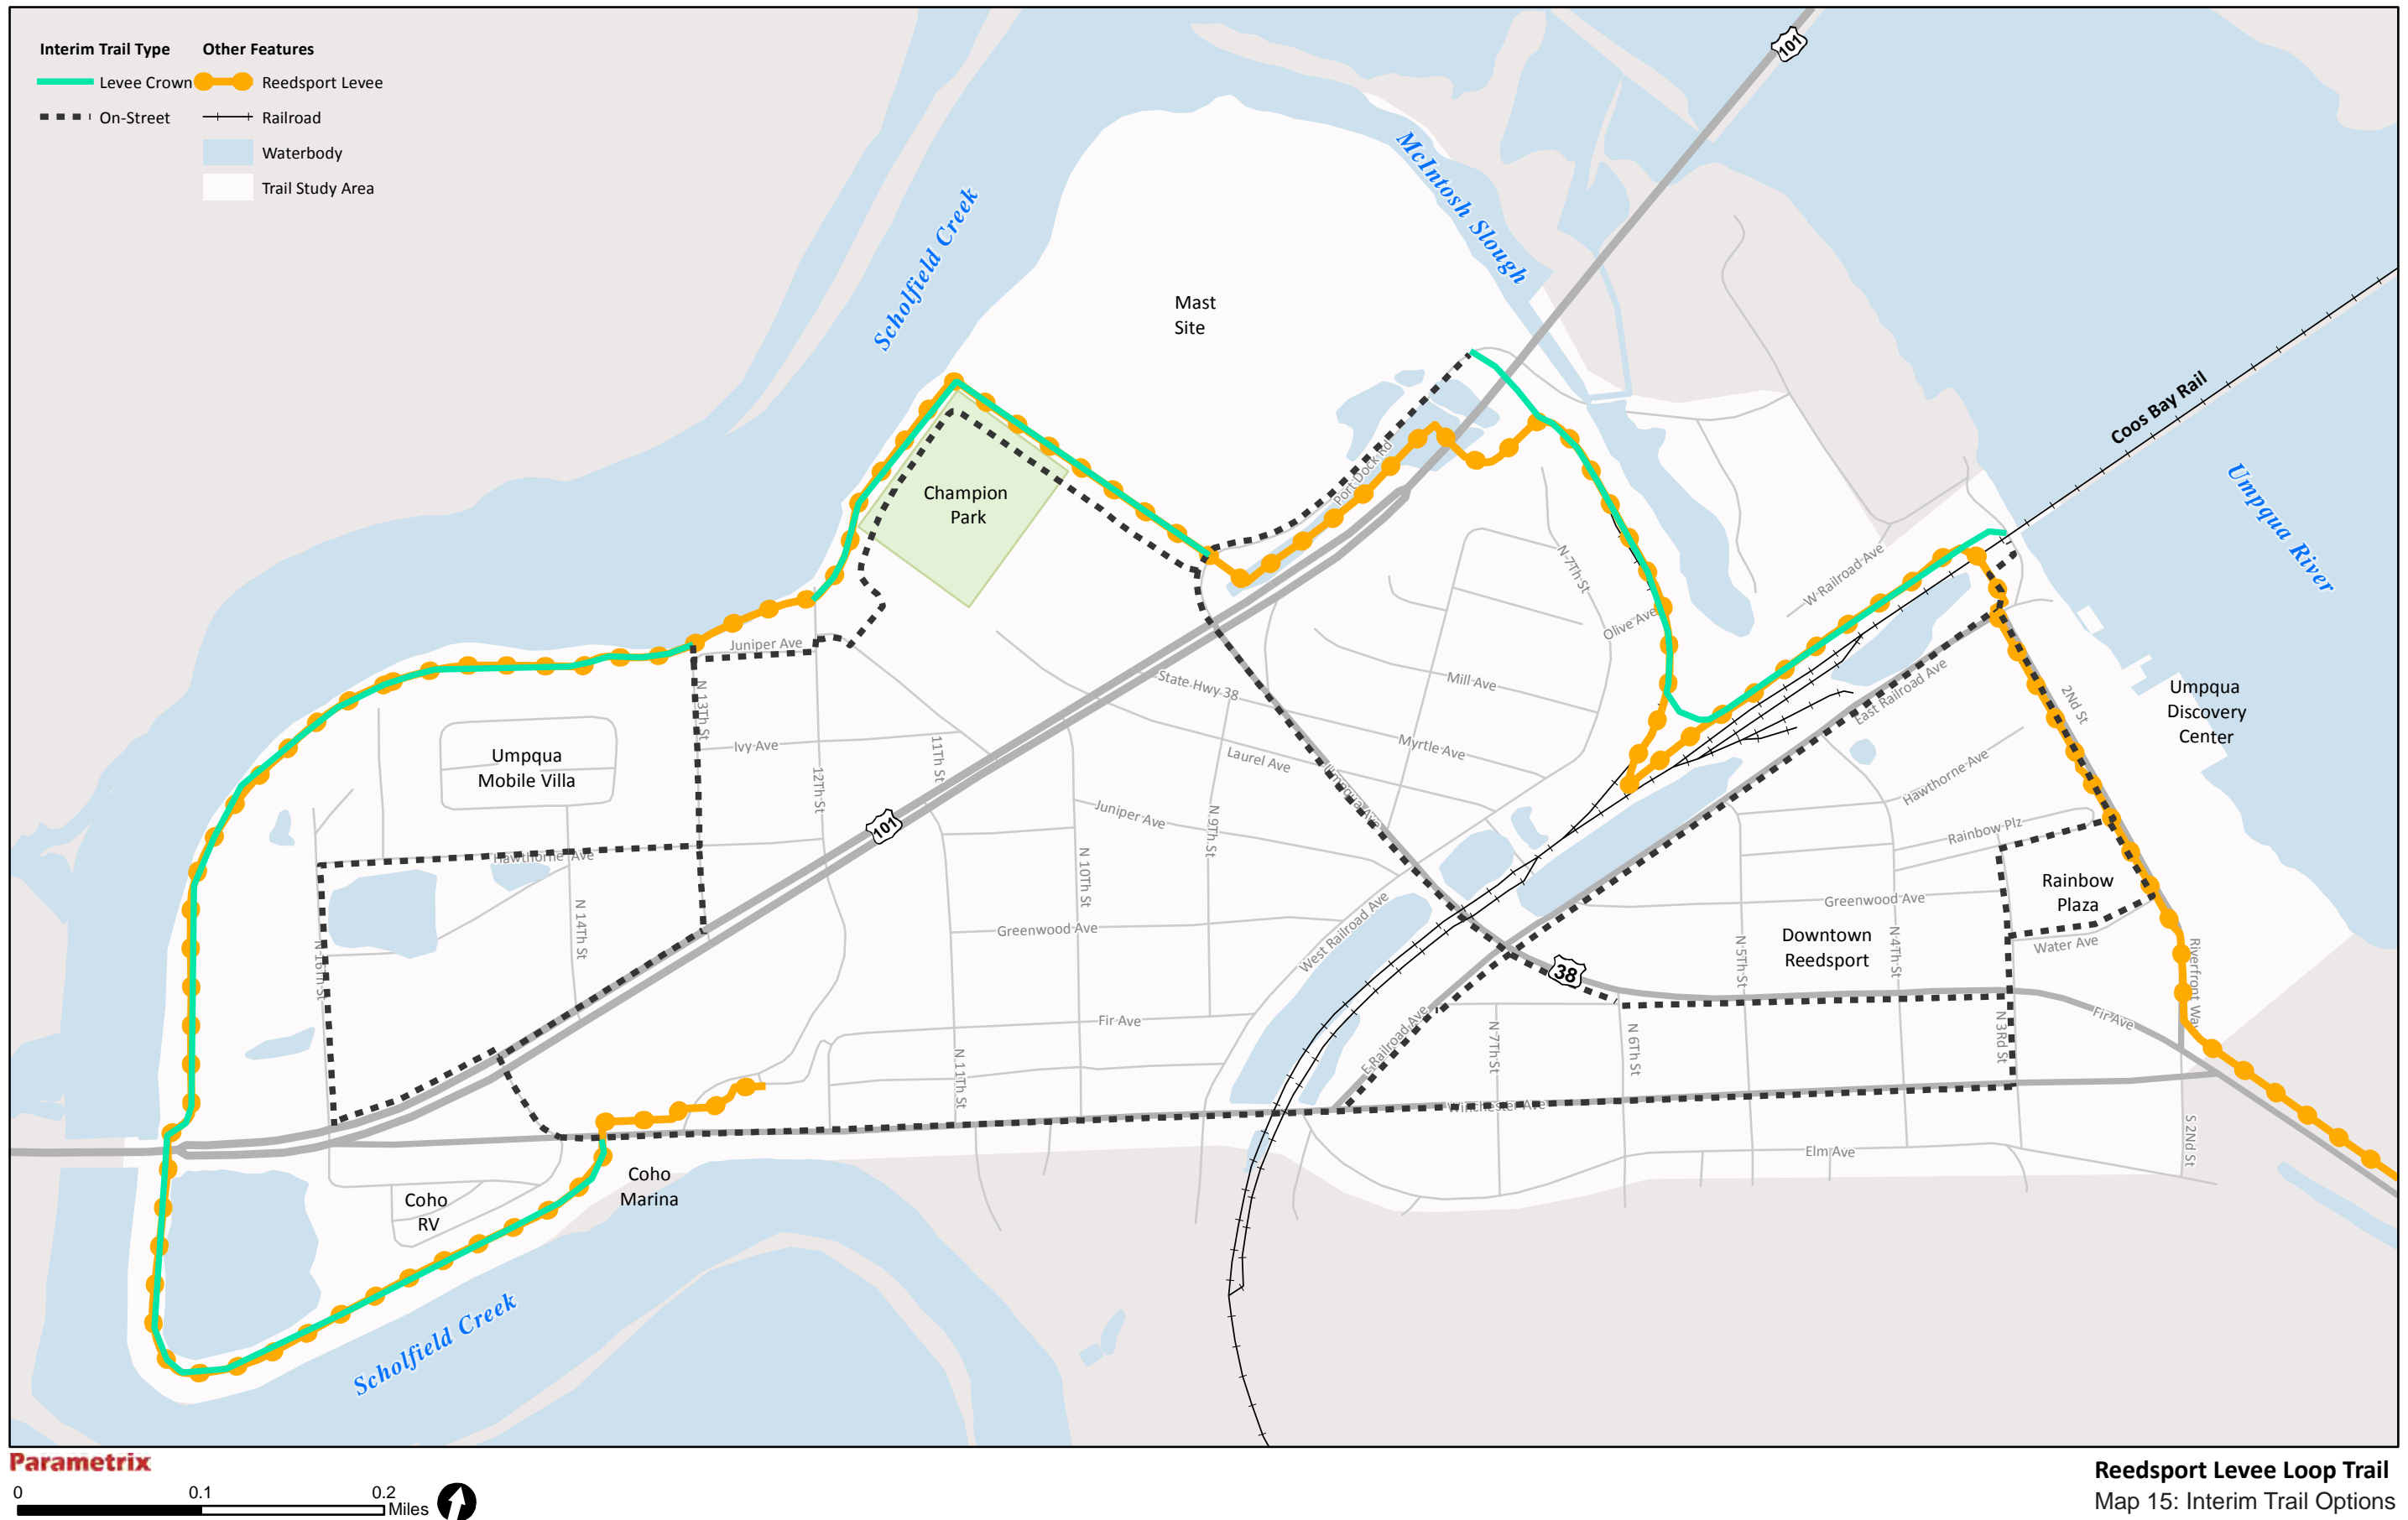 Interim Trail Type
Other Features
Levee Crown
Reedsport Levee
On-Street
Railroad
Waterbody
Trail Study Area
101
McIntosh Slough
Scholfield Creek
Mast
Site
Coos Bay Rail
Umpqua River
Champion
Park
Port Dock Rd
N 7Th St
Olive Ave
W Railroad Ave
Juniper Ave
N 13Th St
State Hwy 38
Mill Ave
East Railroad Ave
2Nd St
Umpqua
Discovery
Center
Umpqua
Mobile Villa
Ivy Ave
11Th St
12Th St
Laurel Ave
Myrtle Ave
Umpqua Ave
Hawthorne Ave
101
Juniper Ave
N 9Th St
Rainbow Plz
Hawthorne Ave
N 10Th St
Rainbow
Plaza
N 14Th St
N 16Th St
Greenwood Ave
West Railroad Ave
Greenwood Ave
Downtown
Reedsport
N 5Th St
N 4Th St
Water Ave
Riverfront Way
38
Fir Ave
E Railroad Ave
N 7Th St
N 6Th St
N 3Rd St
Fir Ave
N 11Th St
Winchester Ave
S 2Nd St
Elm Ave
Coho
Marina
Coho
RV
Scholfield Creek
Parametrix
0 0.1 0.2
Miles
Reedsport Levee Loop Trail
Map 15: Interim Trail Options